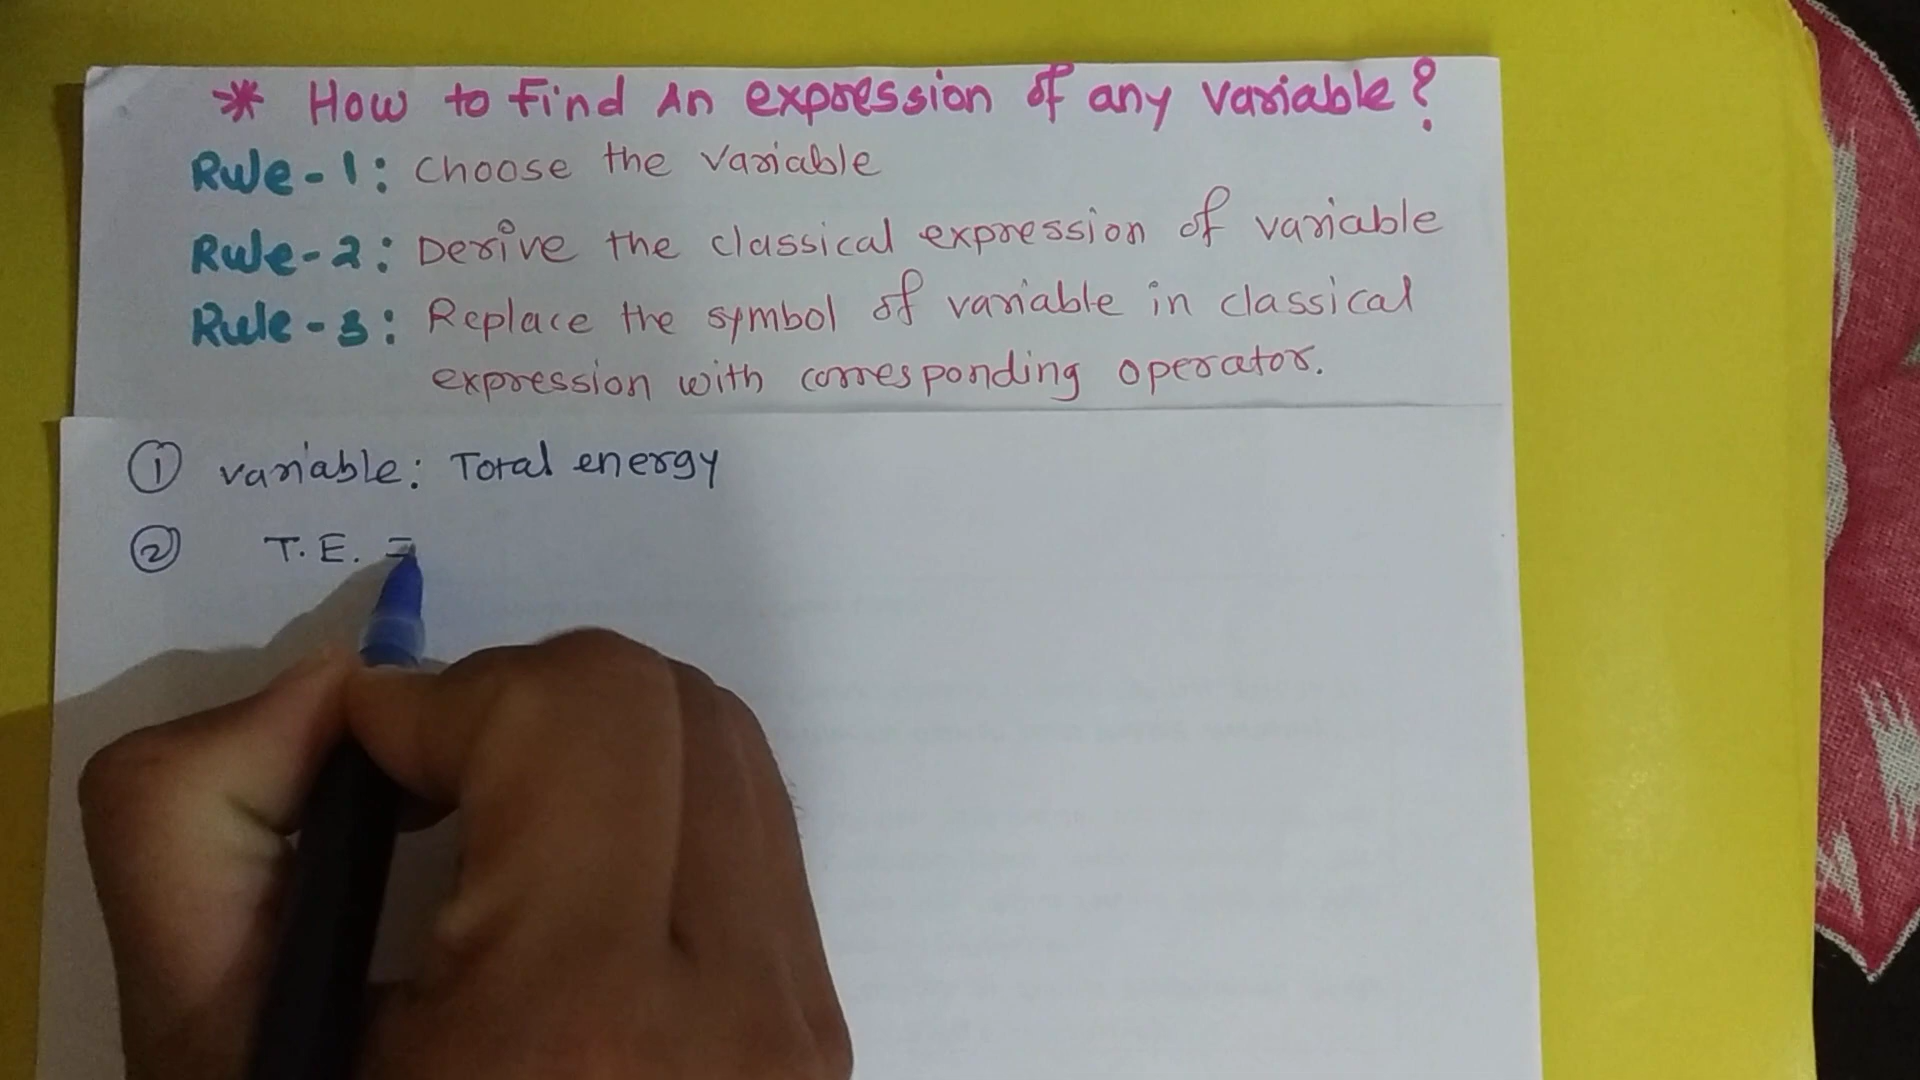 * How to Find An expression of any variable?
Rule-1: Choose the Variable
Rule-2: Derive the classical expression of variable
Rule-3: Replace the symbol of variable in classical
expression with corresponding operator.
① variable: Total energy
② T.E. =